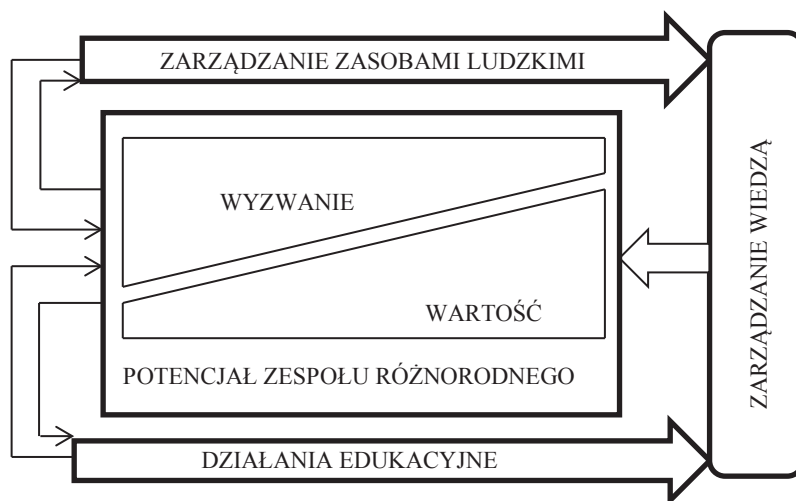 ZARZĄDZANIE ZASOBAMI LUDZKIMI
WYZWANIE
WARTOŚĆ
POTENCJAŁ ZESPOŁU RÓŻNORODNEGO
DZIAŁANIA EDUKACYJNE
ZARZĄDZANIE WIEDZĄ